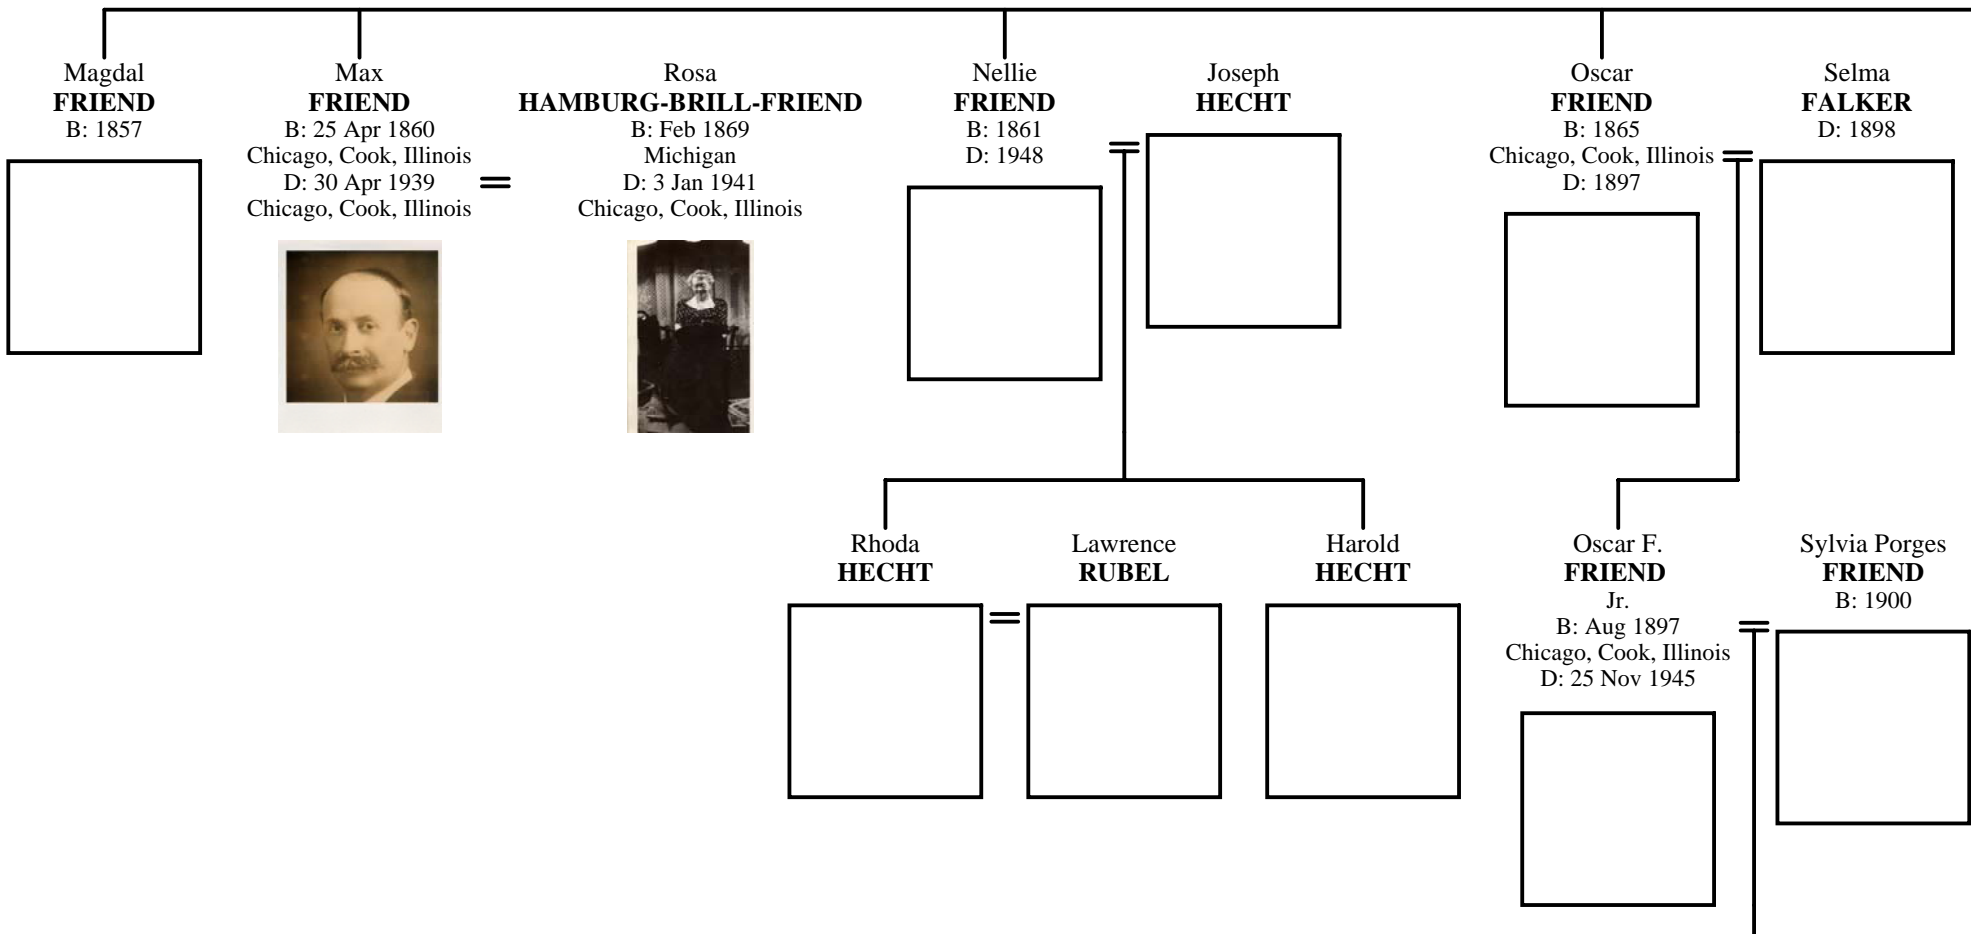 Magdal
FRIEND
B: 1857
Max
FRIEND
B: 25 Apr 1860
Chicago, Cook, Illinois
D: 30 Apr 1939
Chicago, Cook, Illinois
Rosa
HAMBURG-BRILL-FRIEND
B: Feb 1869
Michigan
D: 3 Jan 1941
Chicago, Cook, Illinois
Nellie
FRIEND
B: 1861
D: 1948
Joseph
HECHT
Oscar
FRIEND
B: 1865
Chicago, Cook, Illinois
D: 1897
Selma
FALKER
D: 1898
Rhoda
HECHT
Lawrence
RUBEL
Harold
HECHT
Oscar F.
FRIEND
Jr.
B: Aug 1897
Chicago, Cook, Illinois
D: 25 Nov 1945
Sylvia Porges
FRIEND
B: 1900